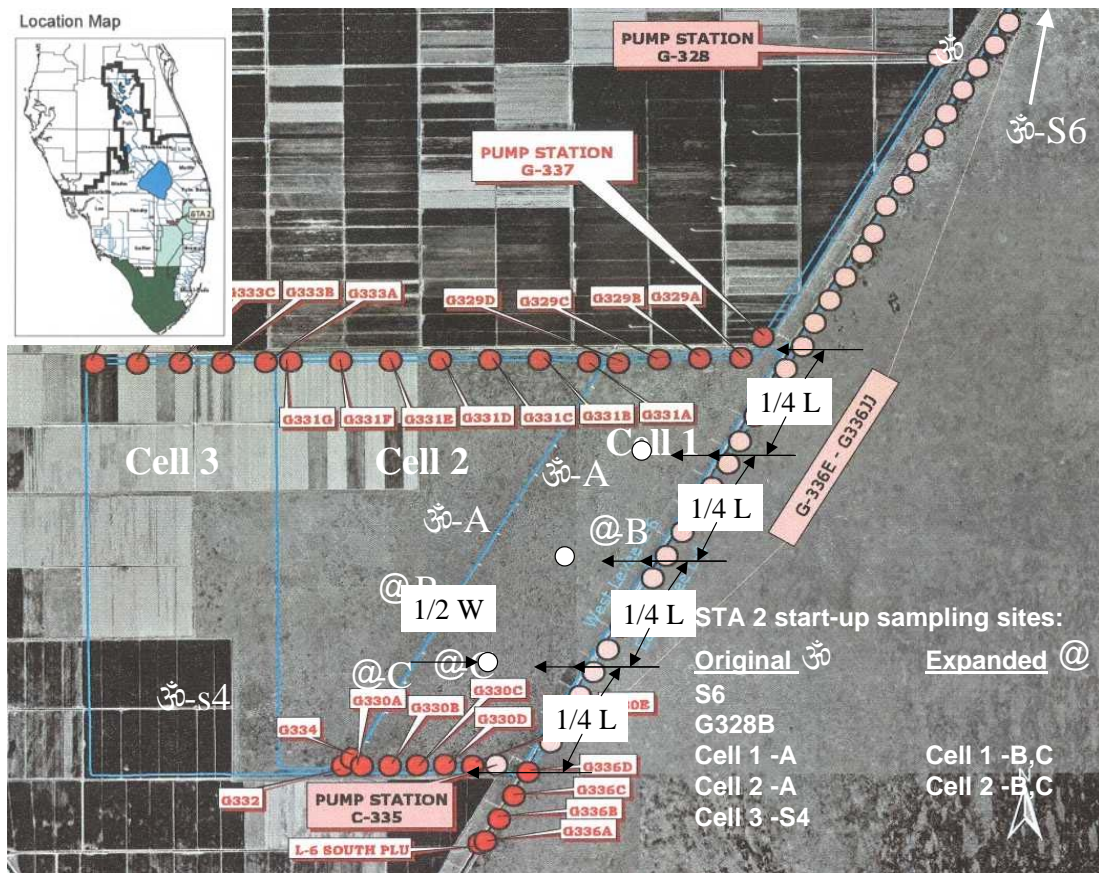 Location Map
STA 2
PUMP STATION
G-328
ॐ
ॐ-S6
PUMP STATION
G-337
G333C
G333B
G333A
G329D
G329C
G329B
G329A
G331G
G331F
G331E
G331D
G331C
G331B
G331A
1/4 L
G-336E - G336JJ
Cell 3
Cell 2
Cell 1
ॐ-A
ॐ-A
1/4 L
@-B
@-B
1/2 W
1/4 L
@-C
@-C
ॐ-s4
STA 2 start-up sampling sites:
Original ॐ Expanded @
S6
G328B
Cell 1 -A Cell 1 -B,C
Cell 2 -A Cell 2 -B,C
Cell 3 -S4
G334
G330A
G330B
G330C
G330D
1/4 L
G332
PUMP STATION
C-335
G336D
G336C
G336B
G336A
L-6 SOUTH PLU